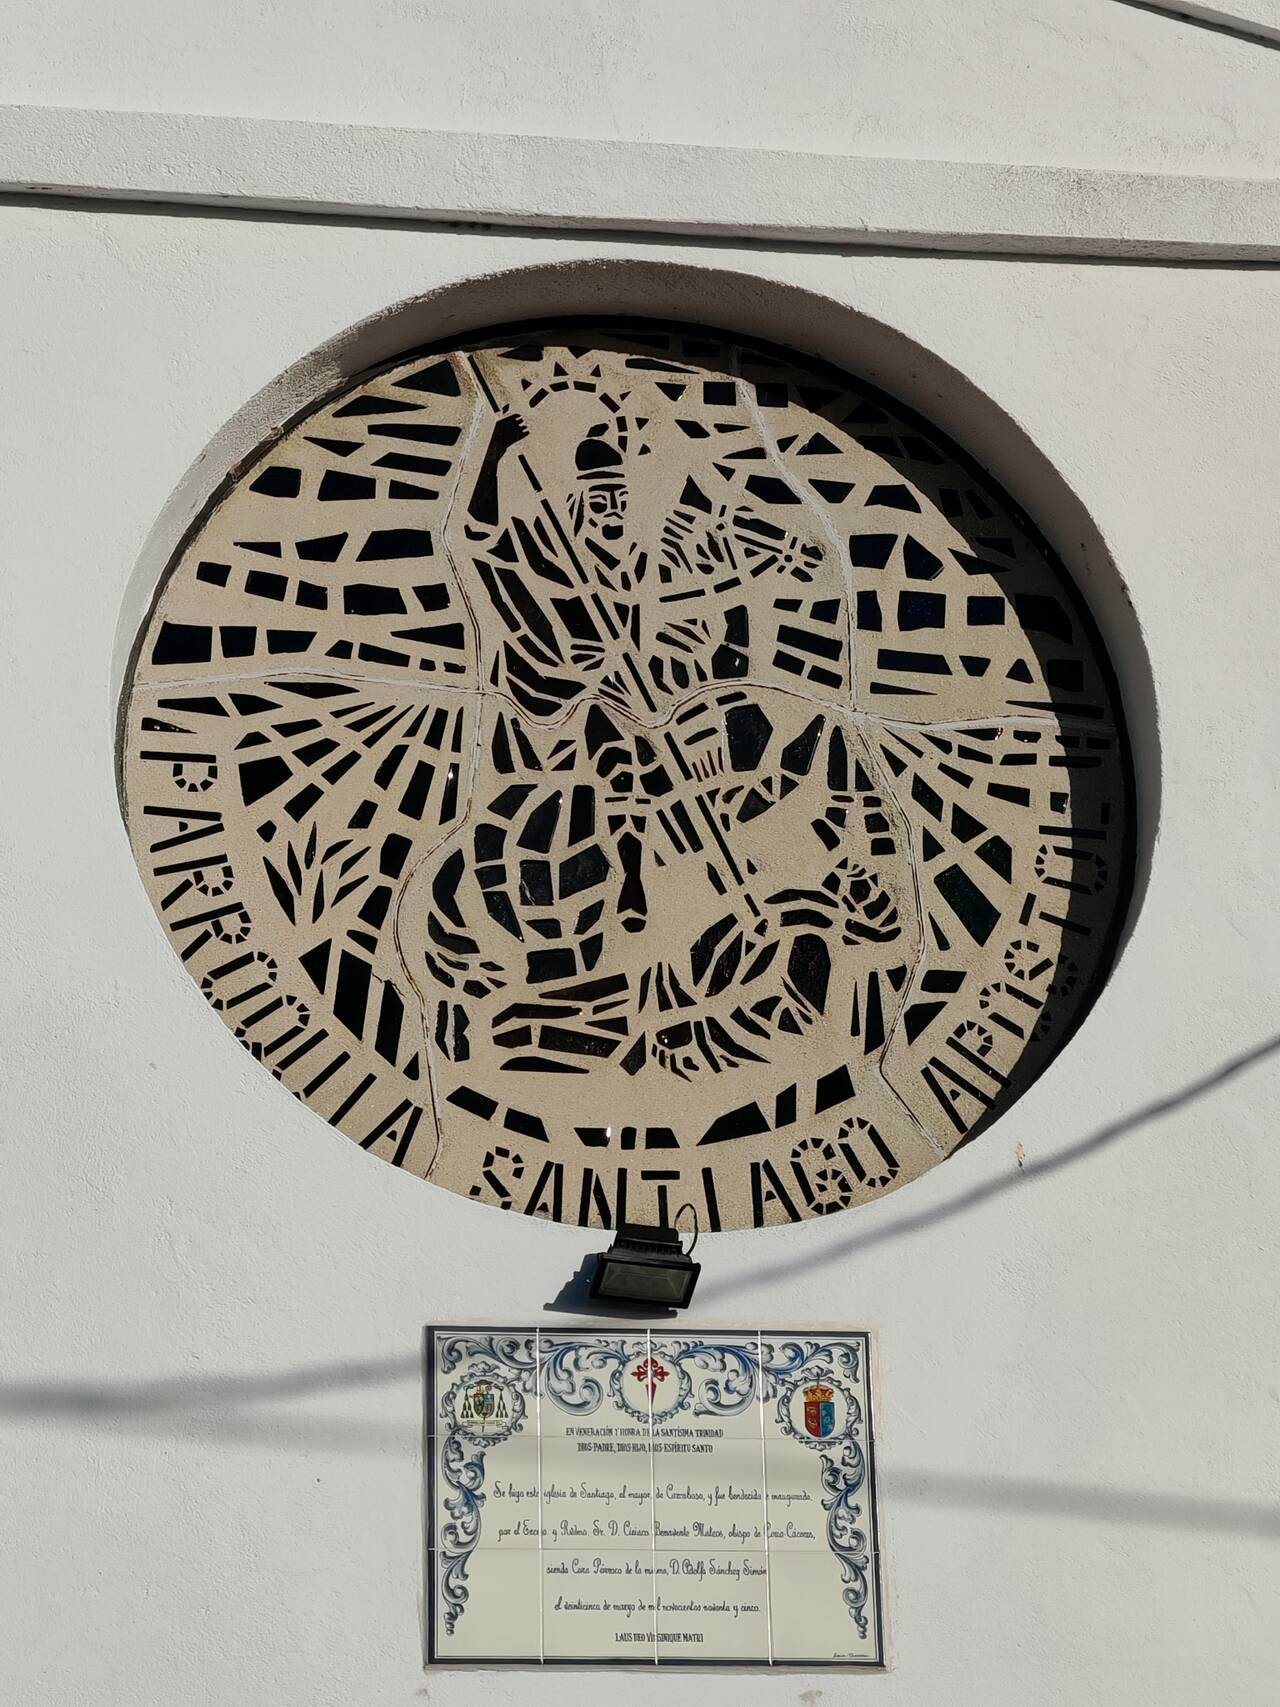 PARROQUIA SANTIAGO APOSTOL
EN VENERACIÓN Y HONRA DE LA SANTÍSIMA TRINIDAD
DIOS-PADRE, DIOS-HIJO, DIOS-ESPÍRITU SANTO
Se hizo esta iglesia de Santiago, el mayor, de Carcaboso, y fue bendecida e inaugurada,
por el Excmo y Rvdmo. Sr. D. Ciriaco Benavente Mateos, obispo de Coria-Cáceres,
siendo Cura Párroco de la misma, D. Adolfo Sánchez Simón
el veinticinco de marzo de mil novecientos noventa y cinco.
LAUS DEO VIRGINIQUE MATRI